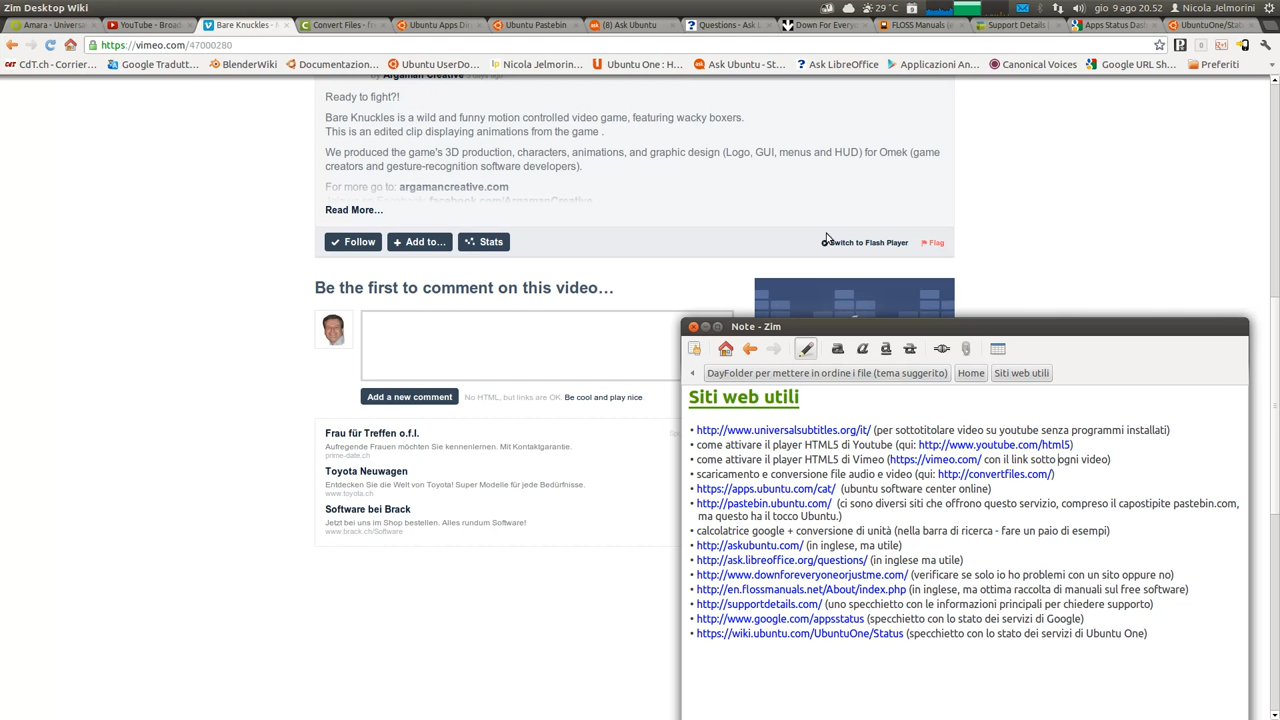 Zim Desktop Wiki
29 °C
gio 9 ago 20.52
Nicola Jelmorini
Amara - Univers
YouTube - Broad
Bare Knuckles -
Convert Files - fre
Ubuntu Apps Dir
Ubuntu Pastebin
(8) Ask Ubuntu
Questions - Ask L
Down For Every
FLOSS Manuals (
Support Details |
Apps Status Das
UbuntuOne/Stat
https://vimeo.com/47000280
CdT.ch - Corrier...
Google Tradutt...
BlenderWiki
Documentazion...
Ubuntu UserDo...
Nicola Jelmorin...
Ubuntu One : H...
Ask Ubuntu - St...
Ask LibreOffice
Applicazioni An...
Canonical Voices
Google URL Sh...
Preferiti
by Argaman Creative 3 days ago
Ready to fight?!
Bare Knuckles is a wild and funny motion controlled video game, featuring wacky boxers.
This is an edited clip displaying animations from the game .
We produced the game's 3D production, characters, animations, and graphic design (Logo, GUI, menus and HUD) for Omek (game
creators and gesture-recognition software developers).
For more go to: argamancreative.com
facebook.com/ArgamanCreative
Read More...
Follow
Add to...
Stats
Switch to Flash Player
Flag
Be the first to comment on this video…
Add a new comment
No HTML, but links are OK. Be cool and play nice.
Frau für Treffen o.f.I.
Aufregende Frauen möchten Sie kennenlernen. Mit Kontaktgarantie.
prime-date.ch
Toyota Neuwagen
Entdecken Sie die Welt von Toyota! Super Modelle für jede Bedürfnisse.
www.toyota.ch
Software bei Brack
Jetzt bei uns im Shop bestellen. Alles rundum Software!
www.brack.ch/Software
Note - Zim
DayFolder per mettere in ordine i file (tema suggerito)
Home
Siti web utili
Siti web utili
• http://www.universalsubtitles.org/it/ (per sottotitolare video su youtube senza programmi installati)
• come attivare il player HTML5 di Youtube (qui: http://www.youtube.com/html5)
• come attivare il player HTML5 di Vimeo (https://vimeo.com/ con il link sotto ogni video)
• scaricamento e conversione file audio e video (qui: http://convertfiles.com/)
• https://apps.ubuntu.com/cat/ (ubuntu software center online)
• http://pastebin.ubuntu.com/ (ci sono diversi siti che offrono questo servizio, compreso il capostipite pastebin.com,
ma questo ha il tocco Ubuntu.)
• calcolatrice google + conversione di unità (nella barra di ricerca - fare un paio di esempi)
• http://askubuntu.com/ (in inglese, ma utile)
• http://ask.libreoffice.org/questions/ (in inglese ma utile)
• http://www.downforeveryoneorjustme.com/ (verificare se solo io ho problemi con un sito oppure no)
• http://en.flossmanuals.net/About/index.php (in inglese, ma ottima raccolta di manuali sul free software)
• http://supportdetails.com/ (uno specchietto con le informazioni principali per chiedere supporto)
• http://www.google.com/appsstatus (specchietto con lo stato dei servizi di Google)
• https://wiki.ubuntu.com/UbuntuOne/Status (specchietto con lo stato dei servizi di Ubuntu One)